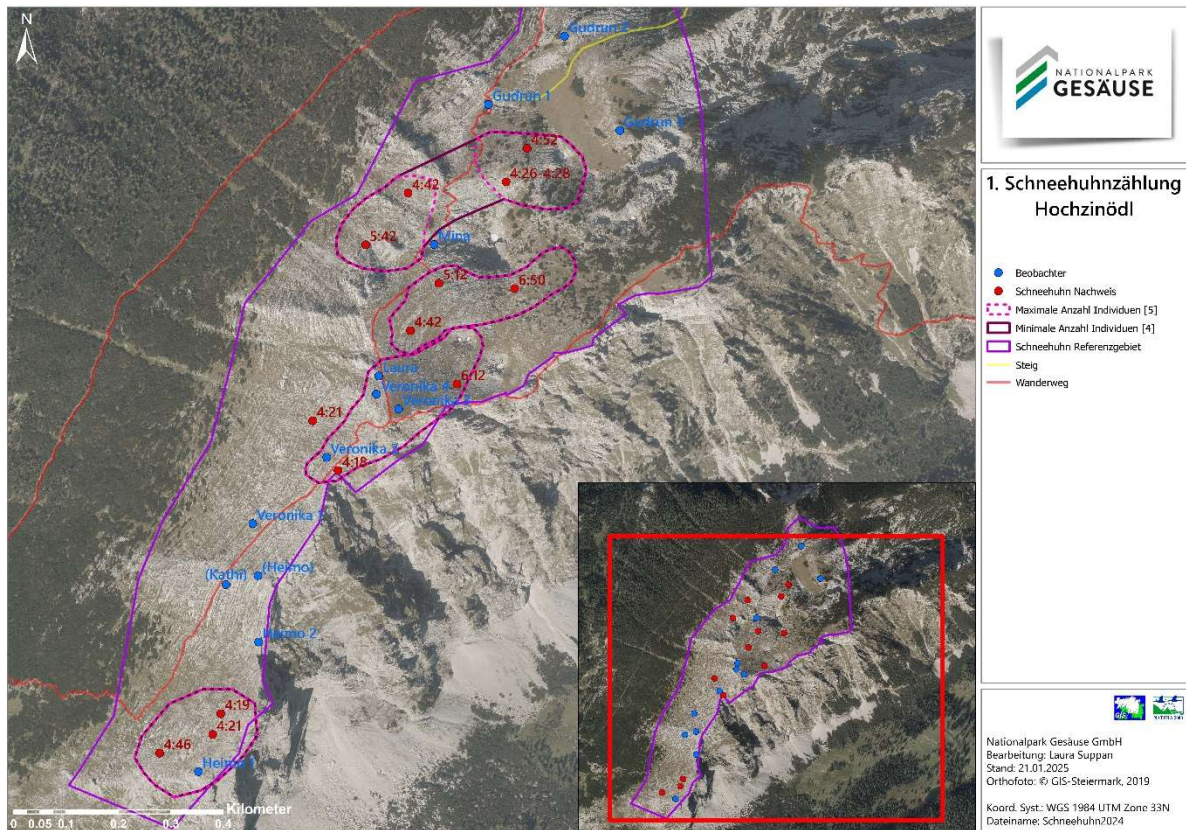 N
Gudrun 2
Gudrun 1
Gudrun
4:52
4:26-4:28
4:42
5:42
Mina
5:12
6:50
4:42
Laura
6:12
Veronika 4
Veronika
4:21
Veronika
4:18
Veronika 1
(Heimo)
(Kathi)
Heimo 2
4:19
4:21
4:46
Heimo 1
Kilometer
0 0.05 0.1 0.2 0.3 0.4
NATIONALPARK
GESÄUSE
1. Schneehuhnzählung
Hochzinödl
Beobachter
Schneehuhn Nachweis
Maximale Anzahl Individuen [5]
Minimale Anzahl Individuen [4]
Schneehuhn Referenzgebiet
Steig
Wanderweg
GIS
NATURA 2000
Nationalpark Gesäuse GmbH
Bearbeitung: Laura Suppan
Stand: 21.01.2025
Orthofoto: © GIS-Steiermark, 2019
Koord. Syst.: WGS 1984 UTM Zone 33N
Dateiname: Schneehuhn2024